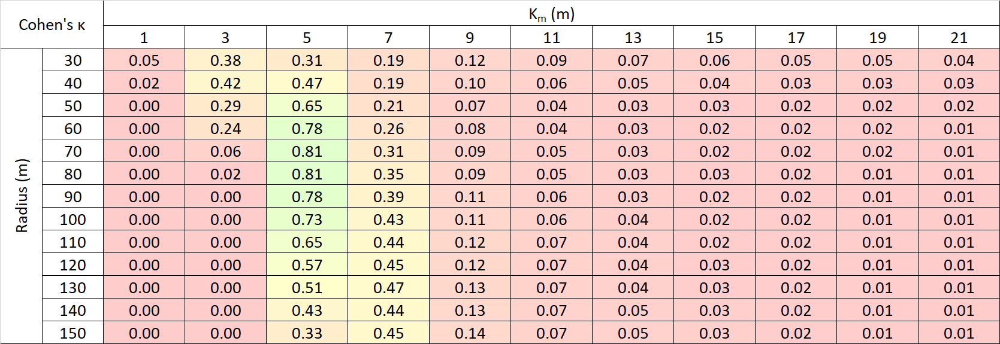 Cohen's κ Km (m)
1 3 5 7 9 11 13 15 17 19 21
Radius (m)
30 0.05 0.38 0.31 0.19 0.12 0.09 0.07 0.06 0.05 0.05 0.04
40 0.02 0.42 0.47 0.19 0.10 0.06 0.05 0.04 0.03 0.03 0.03
50 0.00 0.29 0.65 0.21 0.07 0.04 0.03 0.03 0.02 0.02 0.02
60 0.00 0.24 0.78 0.26 0.08 0.04 0.03 0.02 0.02 0.02 0.01
70 0.00 0.06 0.81 0.31 0.09 0.05 0.03 0.02 0.02 0.02 0.01
80 0.00 0.02 0.81 0.35 0.09 0.05 0.03 0.03 0.02 0.01 0.01
90 0.00 0.00 0.78 0.39 0.11 0.06 0.03 0.02 0.02 0.01 0.01
100 0.00 0.00 0.73 0.43 0.11 0.06 0.04 0.02 0.02 0.01 0.01
110 0.00 0.00 0.65 0.44 0.12 0.07 0.04 0.02 0.02 0.01 0.01
120 0.00 0.00 0.57 0.45 0.12 0.07 0.04 0.03 0.02 0.01 0.01
130 0.00 0.00 0.51 0.47 0.13 0.07 0.04 0.03 0.02 0.01 0.01
140 0.00 0.00 0.43 0.44 0.13 0.07 0.05 0.03 0.02 0.01 0.01
150 0.00 0.00 0.33 0.45 0.14 0.07 0.05 0.03 0.02 0.01 0.01